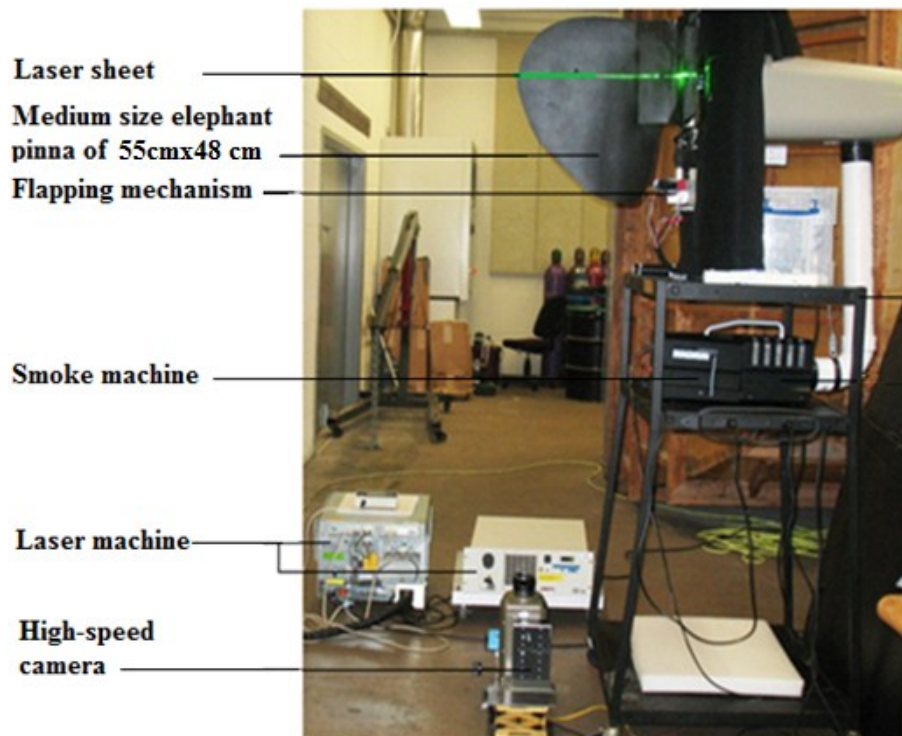 Laser sheet
Medium size elephant
pinna of 55cmx48 cm
Flapping mechanism
Smoke machine
Laser machine
High-speed
camera